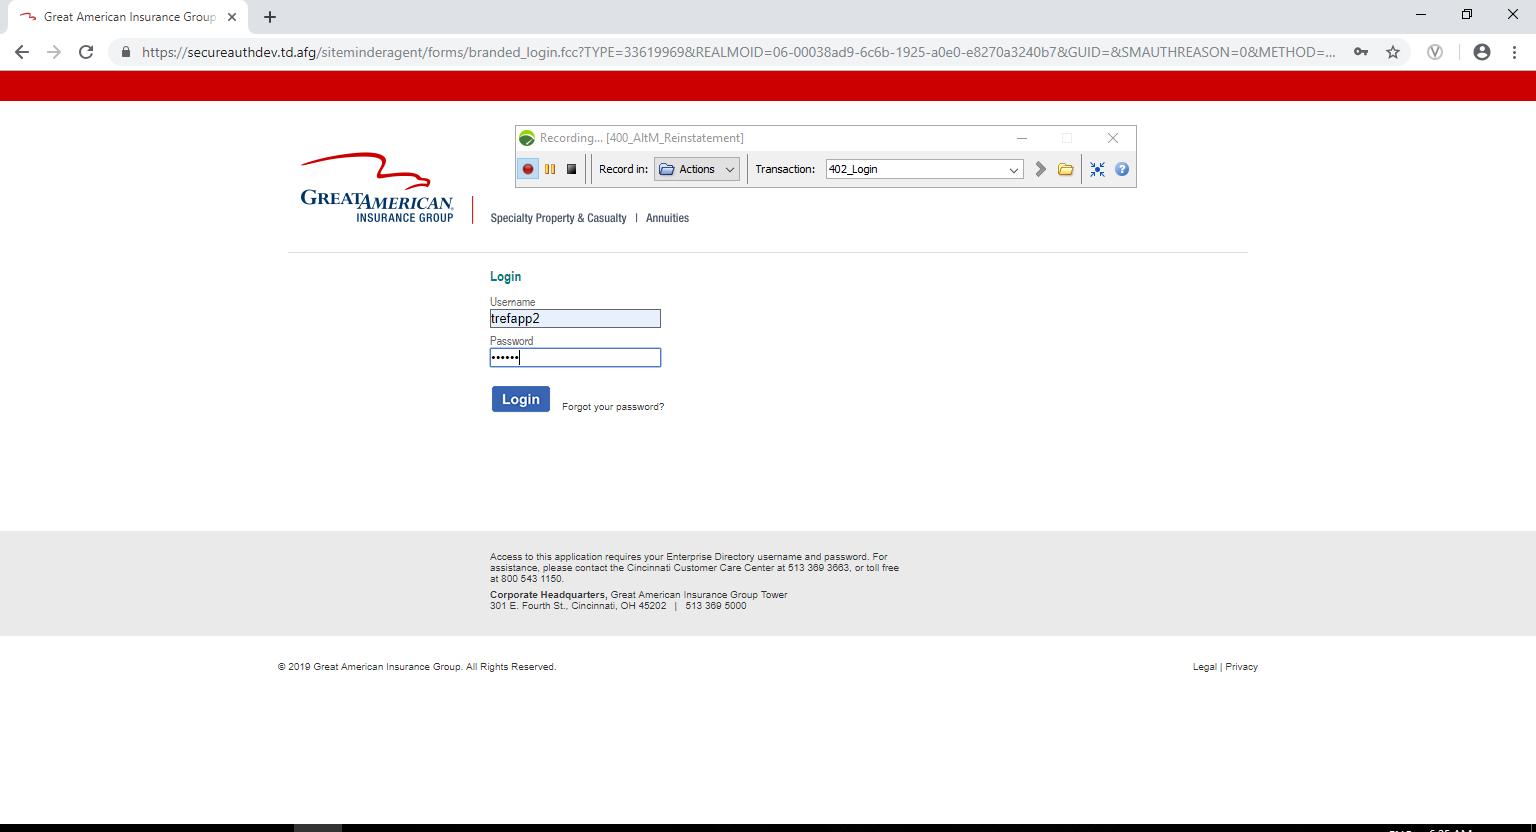 Great American Insurance Group
https://secureauthdev.td.afg/siteminderagent/forms/branded_login.fcc?TYPE=33619969&REALMOID=06-00038ad9-6c6b-1925-a0e0-e8270a3240b7&GUID=&SMAUTHREASON=0&METHOD=...
Recording... [400_AltM_Reinstatement]
Record in: Actions Transaction: 402_Login
GREAT AMERICAN.
INSURANCE GROUP
Specialty Property & Casualty | Annuities
Login
Username
trefapp2
Password
••••••
Login Forgot your password?
Access to this application requires your Enterprise Directory username and password. For
assistance, please contact the Cincinnati Customer Care Center at 513 369 3663, or toll free
at 800 543 1150.
Corporate Headquarters, Great American Insurance Group Tower
301 E. Fourth St., Cincinnati, OH 45202 | 513 369 5000
© 2019 Great American Insurance Group. All Rights Reserved. Legal | Privacy